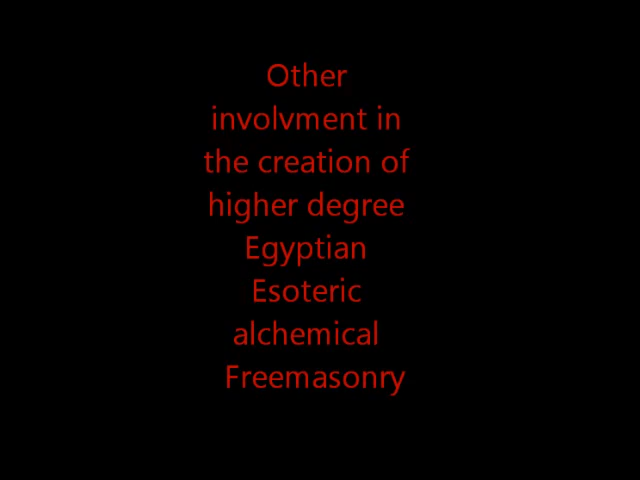 Other
involvment in
the creation of
higher degree
Egyptian
Esoteric
alchemical
Freemasonry